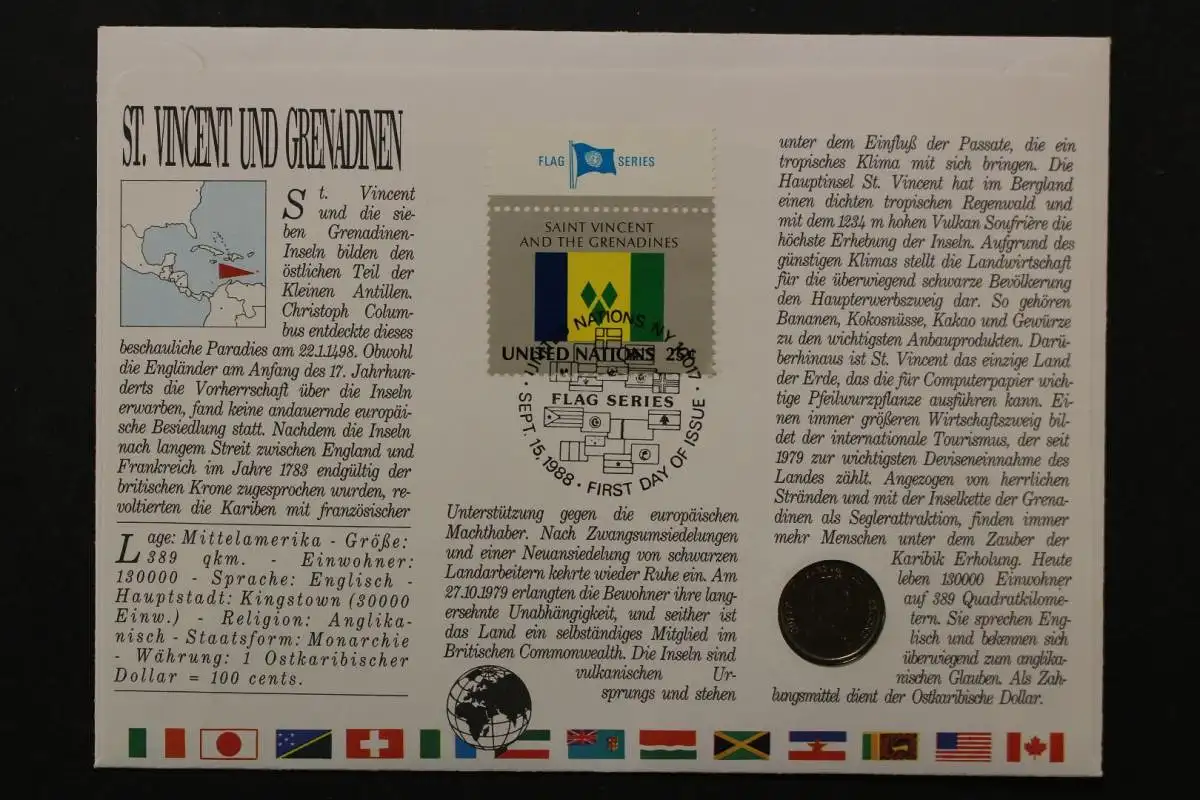 ST. VINCENT UND GRENADINEN
St. Vincent
und die sie-
ben Grenadinen-
Inseln bilden den
östlichen Teil der
Kleinen Antillen.
Christoph Colum-
bus entdeckte dieses
beschauliche Paradies am 22.1.1498. Obwohl
die Engländer am Anfang des 17. Jahrhun-
derts die Vorherrschaft über die Inseln
erwarben, fand keine andauernde europäi-
sche Besiedlung statt. Nachdem die Inseln
nach langem Streit zwischen England und
Frankreich im Jahre 1783 endgültig der
britischen Krone zugesprochen wurden, re-
voltierten die Kariben mit französischer
Lage: Mittelamerika - Größe:
389 qkm. - Einwohner:
130000 - Sprache: Englisch -
Hauptstadt: Kingstown (30000
Einw.) - Religion: Anglika-
nisch - Staatsform: Monarchie
- Währung: 1 Ostkaribischer
Dollar = 100 cents.
FLAG SERIES
SAINT VINCENT
AND THE GRENADINES
UNITED NATIONS 25¢
UNITED NATIONS, NY 10017
FLAG SERIES
SEPT. 15, 1988 · FIRST DAY OF ISSUE
Unterstützung gegen die europäischen
Machthaber. Nach Zwangsumsiedelungen
und einer Neuansiedelung von schwarzen
Landarbeitern kehrte wieder Ruhe ein. Am
27.10.1979 erlangten die Bewohner ihre lang-
ersehnte Unabhängigkeit, und seither ist
das Land ein selbständiges Mitglied im
Britischen Commonwealth. Die Inseln sind
vulkanischen Ur-
sprungs und stehen
unter dem Einfluß der Passate, die ein
tropisches Klima mit sich bringen. Die
Hauptinsel St. Vincent hat im Bergland
einen dichten tropischen Regenwald und
mit dem 1234 m hohen Vulkan Soufrière die
höchste Erhebung der Inseln. Aufgrund des
günstigen Klimas stellt die Landwirtschaft
für die überwiegend schwarze Bevölkerung
den Haupterwerbszweig dar. So gehören
Bananen, Kokosnüsse, Kakao und Gewürze
zu den wichtigsten Anbauprodukten. Darü-
berhinaus ist St. Vincent das einzige Land
der Erde, das die für Computerpapier wich-
tige Pfeilwurzpflanze ausführen kann. Ei-
nen immer größeren Wirtschaftszweig bil-
det der internationale Tourismus, der seit
1979 zur wichtigsten Deviseneinnahme des
Landes zählt. Angezogen von herrlichen
Stränden und mit der Inselkette der Grena-
dinen als Seglerattraktion, finden immer
mehr Menschen unter dem Zauber der
Karibik Erholung. Heute
leben 130000 Einwohner
auf 389 Quadratkilome-
tern. Sie sprechen Eng-
lisch und bekennen sich
überwiegend zum anglika-
nischen Glauben. Als Zah-
lungsmittel dient der Ostkaribische Dollar.